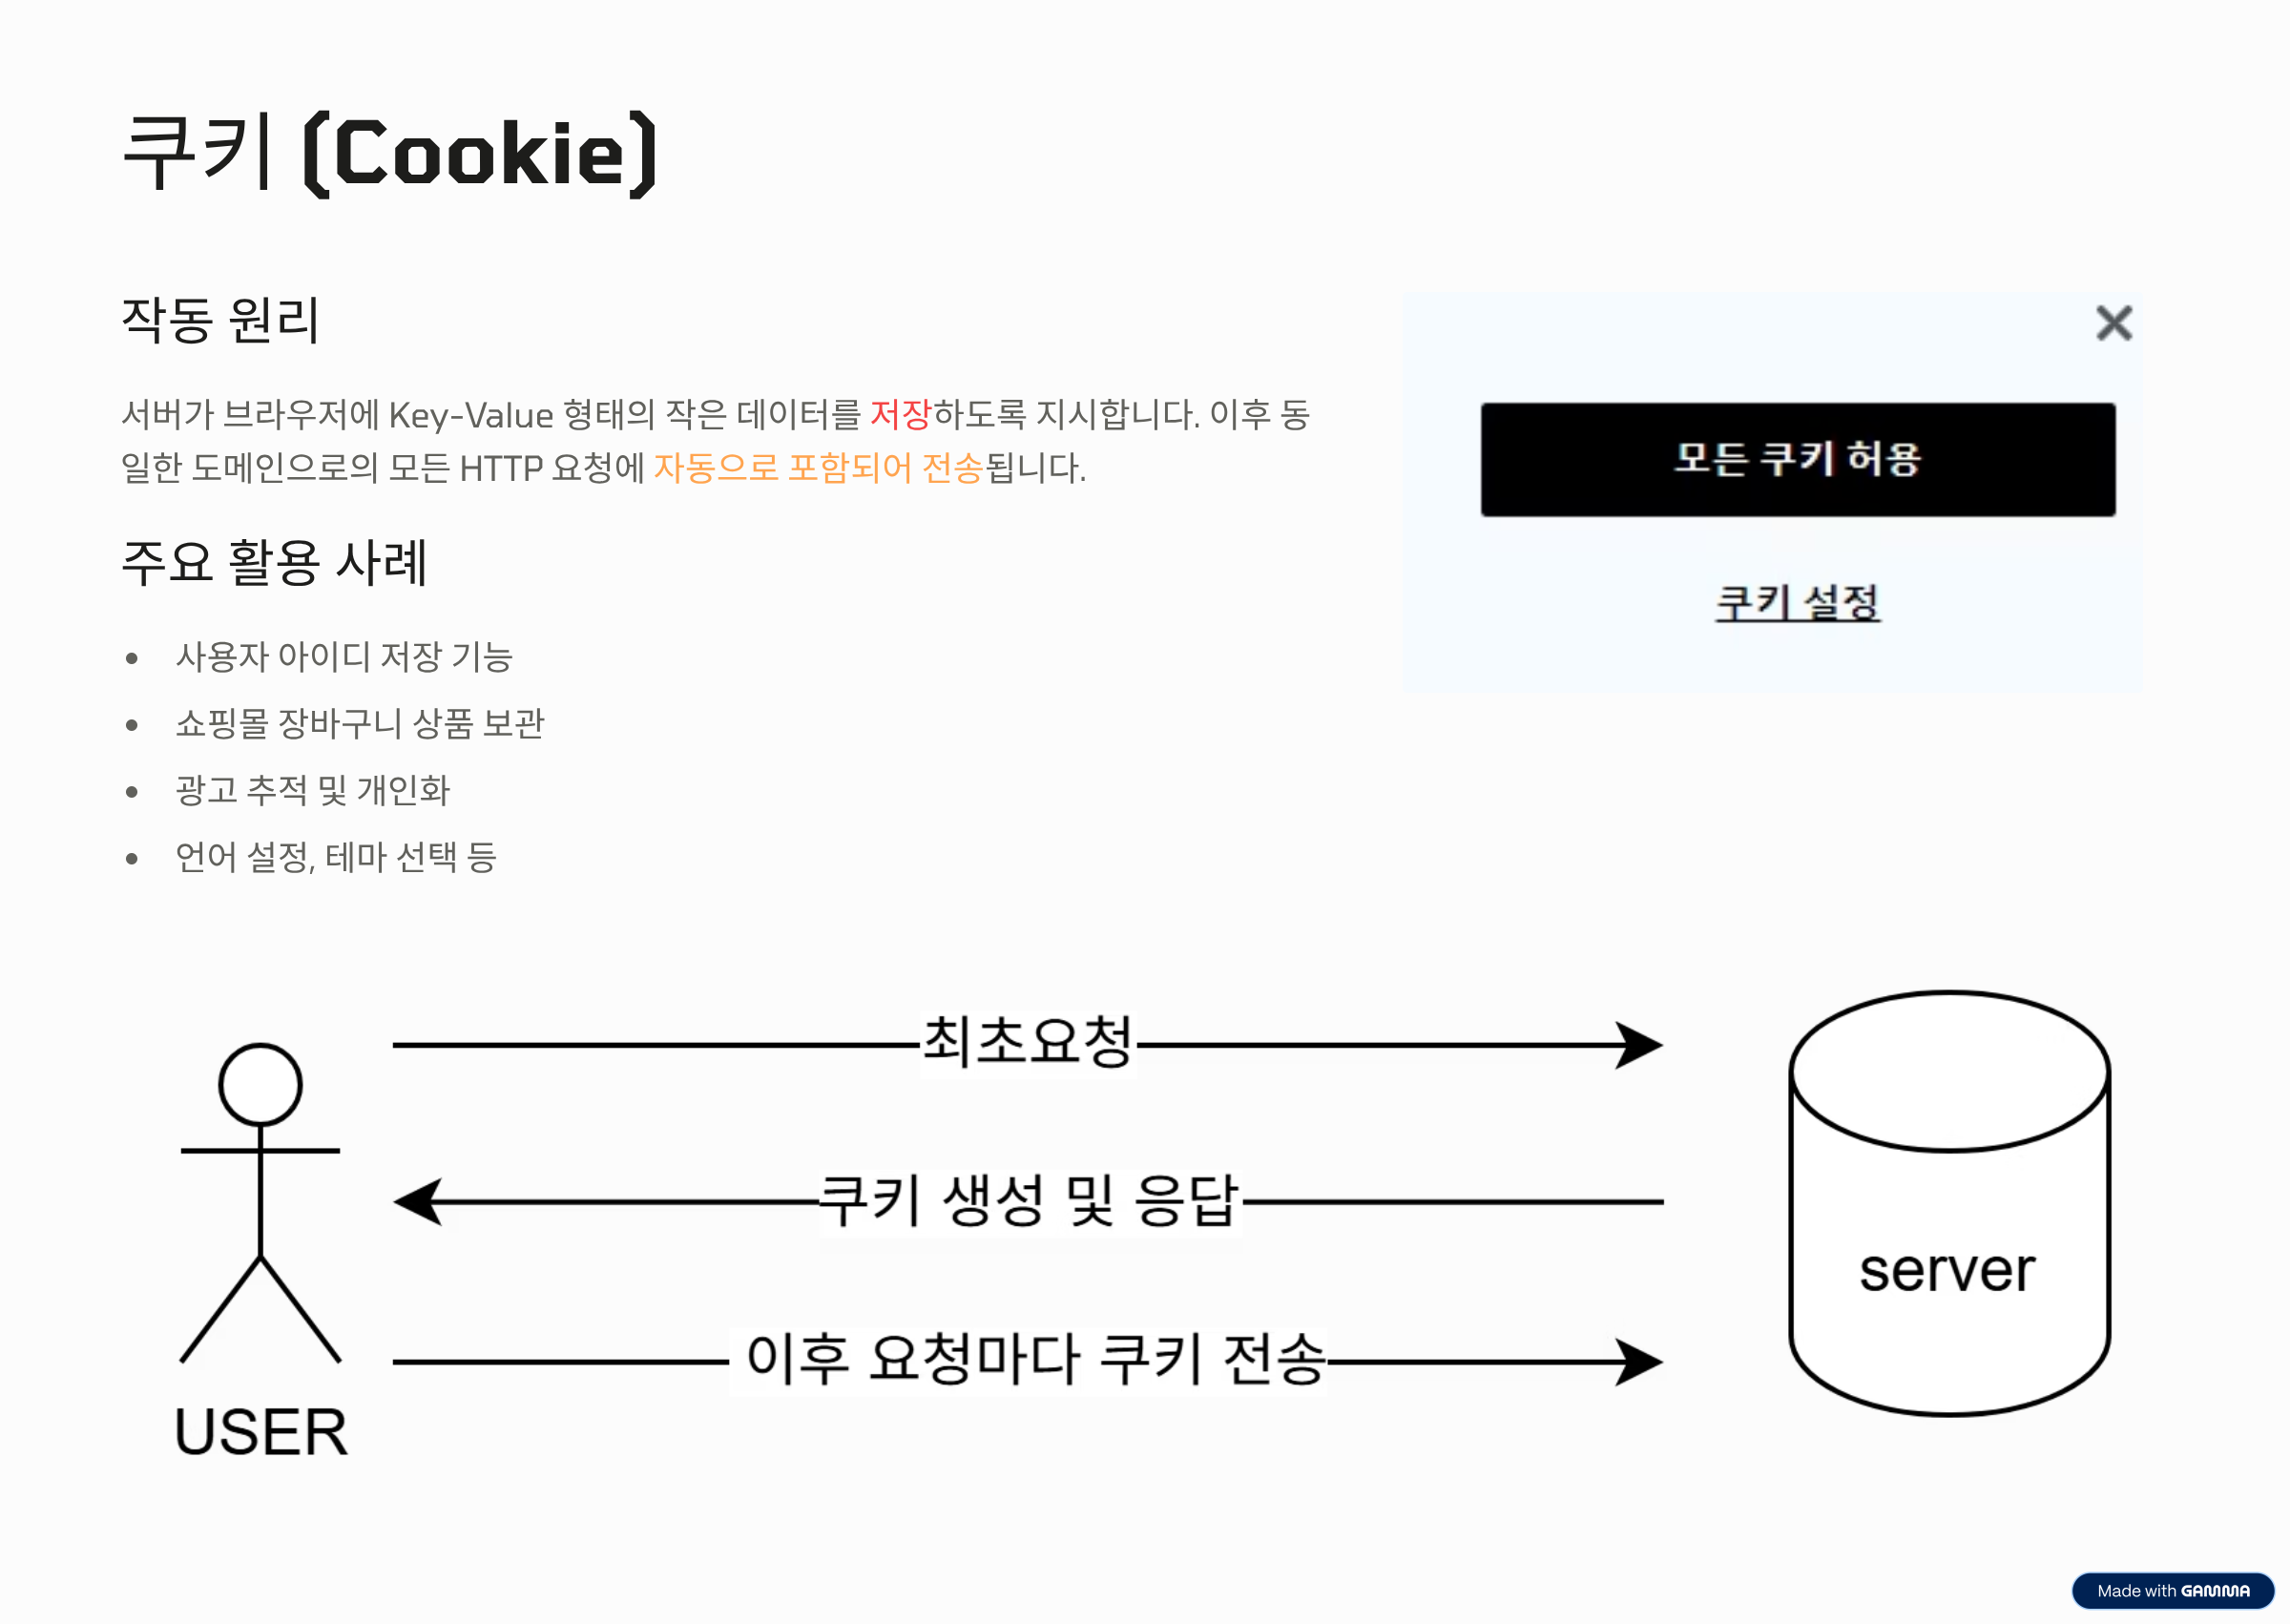 쿠키 (Cookie)
작동 원리
서버가 브라우저에 Key-Value 형태의 작은 데이터를 저장하도록 지시합니다. 이후 동
일한 도메인으로의 모든 HTTP 요청에 자동으로 포함되어 전송됩니다.
주요 활용 사례
• 사용자 아이디 저장 기능
• 쇼핑몰 장바구니 상품 보관
• 광고 추적 및 개인화
• 언어 설정, 테마 선택 등
모든 쿠키 허용
쿠키 설정
최초요청
쿠키 생성 및 응답
이후 요청마다 쿠키 전송
USER
server
Made with GAMMA